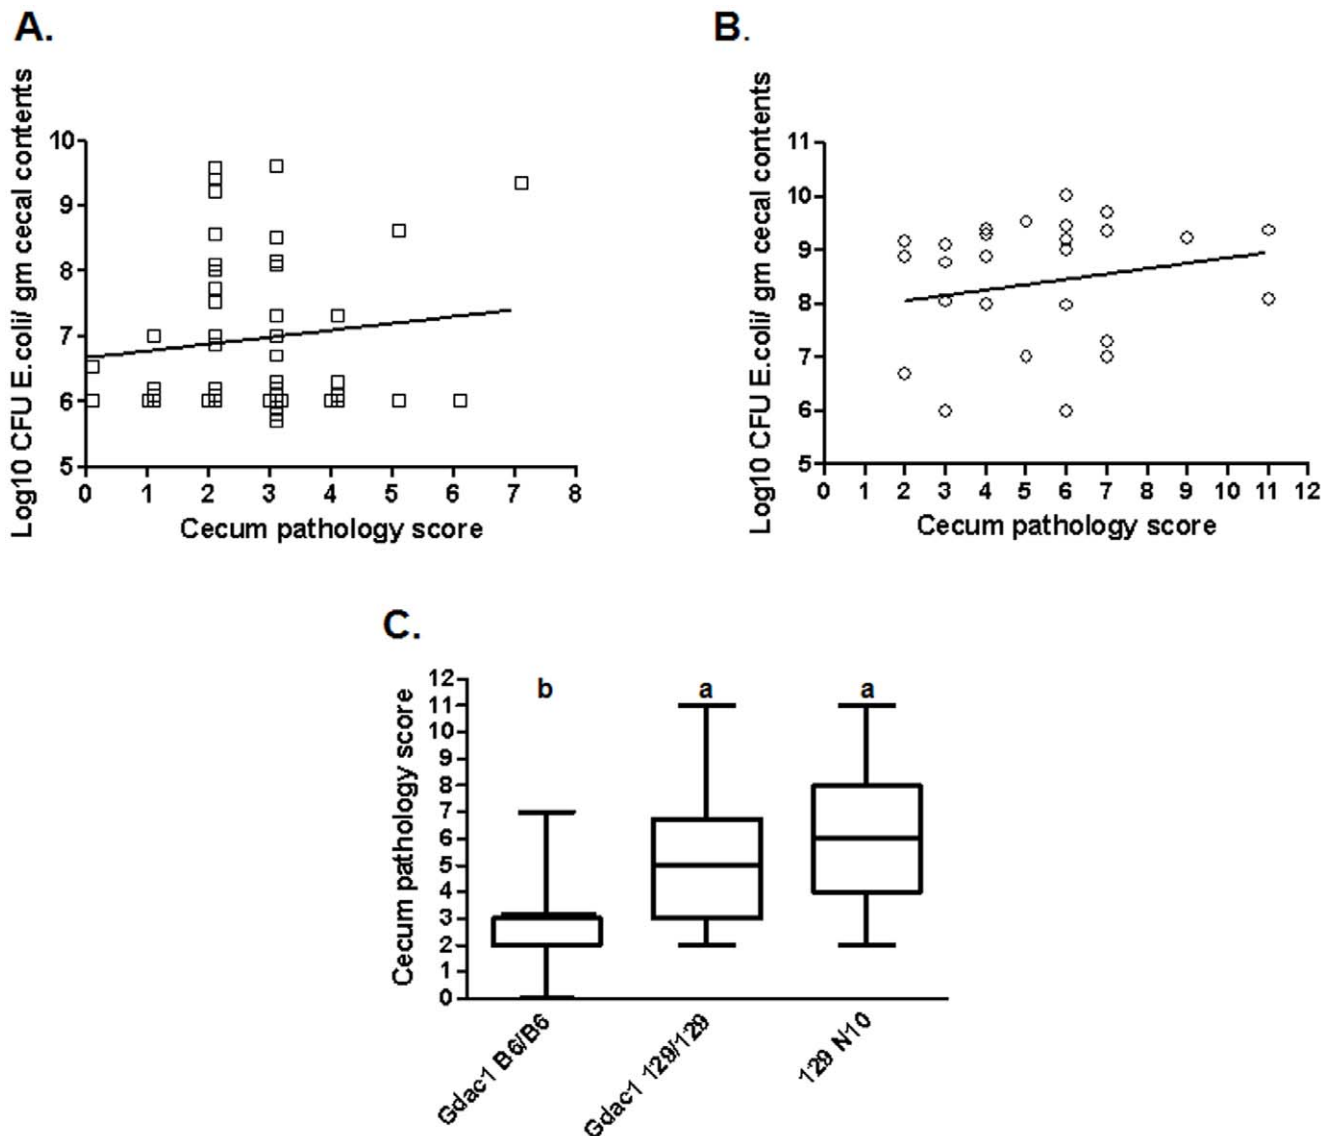 A.
Log10 CFU E.coli/ gm cecal contents
10
9
8
7
6
5
0 1 2 3 4 5 6 7 8
Cecum pathology score
B.
Log10 CFU E.coli/ gm cecal contents
11
10
9
8
7
6
5
0 1 2 3 4 5 6 7 8 9 10 11 12
Cecum pathology score
C.
Cecum pathology score
12
11
10
9
8
7
6
5
4
3
2
1
0
b a a
Gdac1 B6/B6
Gdac1 129/129
129 N10